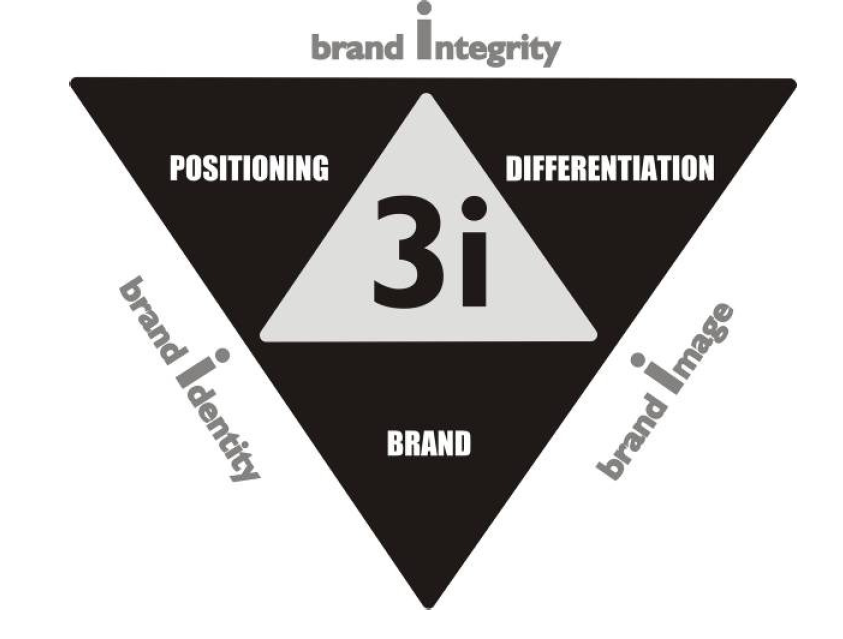 brand integrity
POSITIONING
DIFFERENTIATION
3i
brand identity
brand image
BRAND